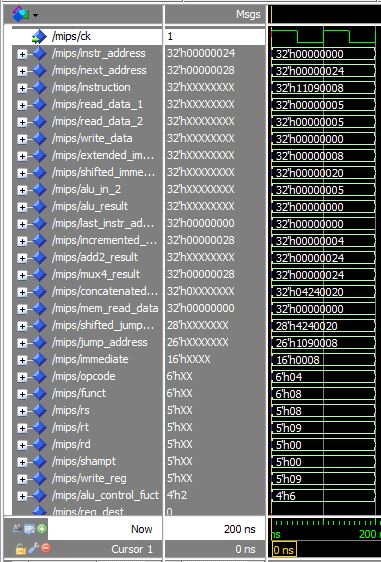 Msgs
/mips/ck 1
/mips/instr_address 32'h00000024 32'h00000000
/mips/next_address 32'h00000028 32'h00000024
/mips/instruction 32'hXXXXXXXX 32'h11090008
/mips/read_data_1 32'hXXXXXXXX 32'h00000005
/mips/read_data_2 32'hXXXXXXXX 32'h00000005
/mips/write_data 32'hXXXXXXXX 32'h00000000
/mips/extended_im... 32'hXXXXXXXX 32'h00000008
/mips/shifted_imme... 32'hXXXXXXXX 32'h00000020
/mips/alu_in_2 32'hXXXXXXXX 32'h00000005
/mips/alu_result 32'hXXXXXXXX 32'h00000000
/mips/last_instr_ad... 32'h00000000 32'h00000000
/mips/incremented_... 32'h00000028 32'h00000004
/mips/add2_result 32'hXXXXXXXX 32'h00000024
/mips/mux4_result 32'h00000028 32'h00000024
/mips/concatenated... 32'h0XXXXXXX 32'h04240020
/mips/mem_read_data 32'h00000000 32'h00000000
/mips/shifted_jump... 28'hXXXXXXX 28'h4240020
/mips/jump_address 26'hXXXXXXX 26'h1090008
/mips/immediate 16'hXXXX 16'h0008
/mips/opcode 6'hXX 6'h04
/mips/funct 6'hXX 6'h08
/mips/rs 5'hXX 5'h08
/mips/rt 5'hXX 5'h09
/mips/rd 5'hXX 5'h00
/mips/shampt 5'hXX 5'h00
/mips/write_reg 5'hXX 5'h09
/mips/alu_control_fuct 4'h2 4'h6
/mips/reg_dest 0
Now 200 ns ns 200
Cursor 1 0 ns 0 ns